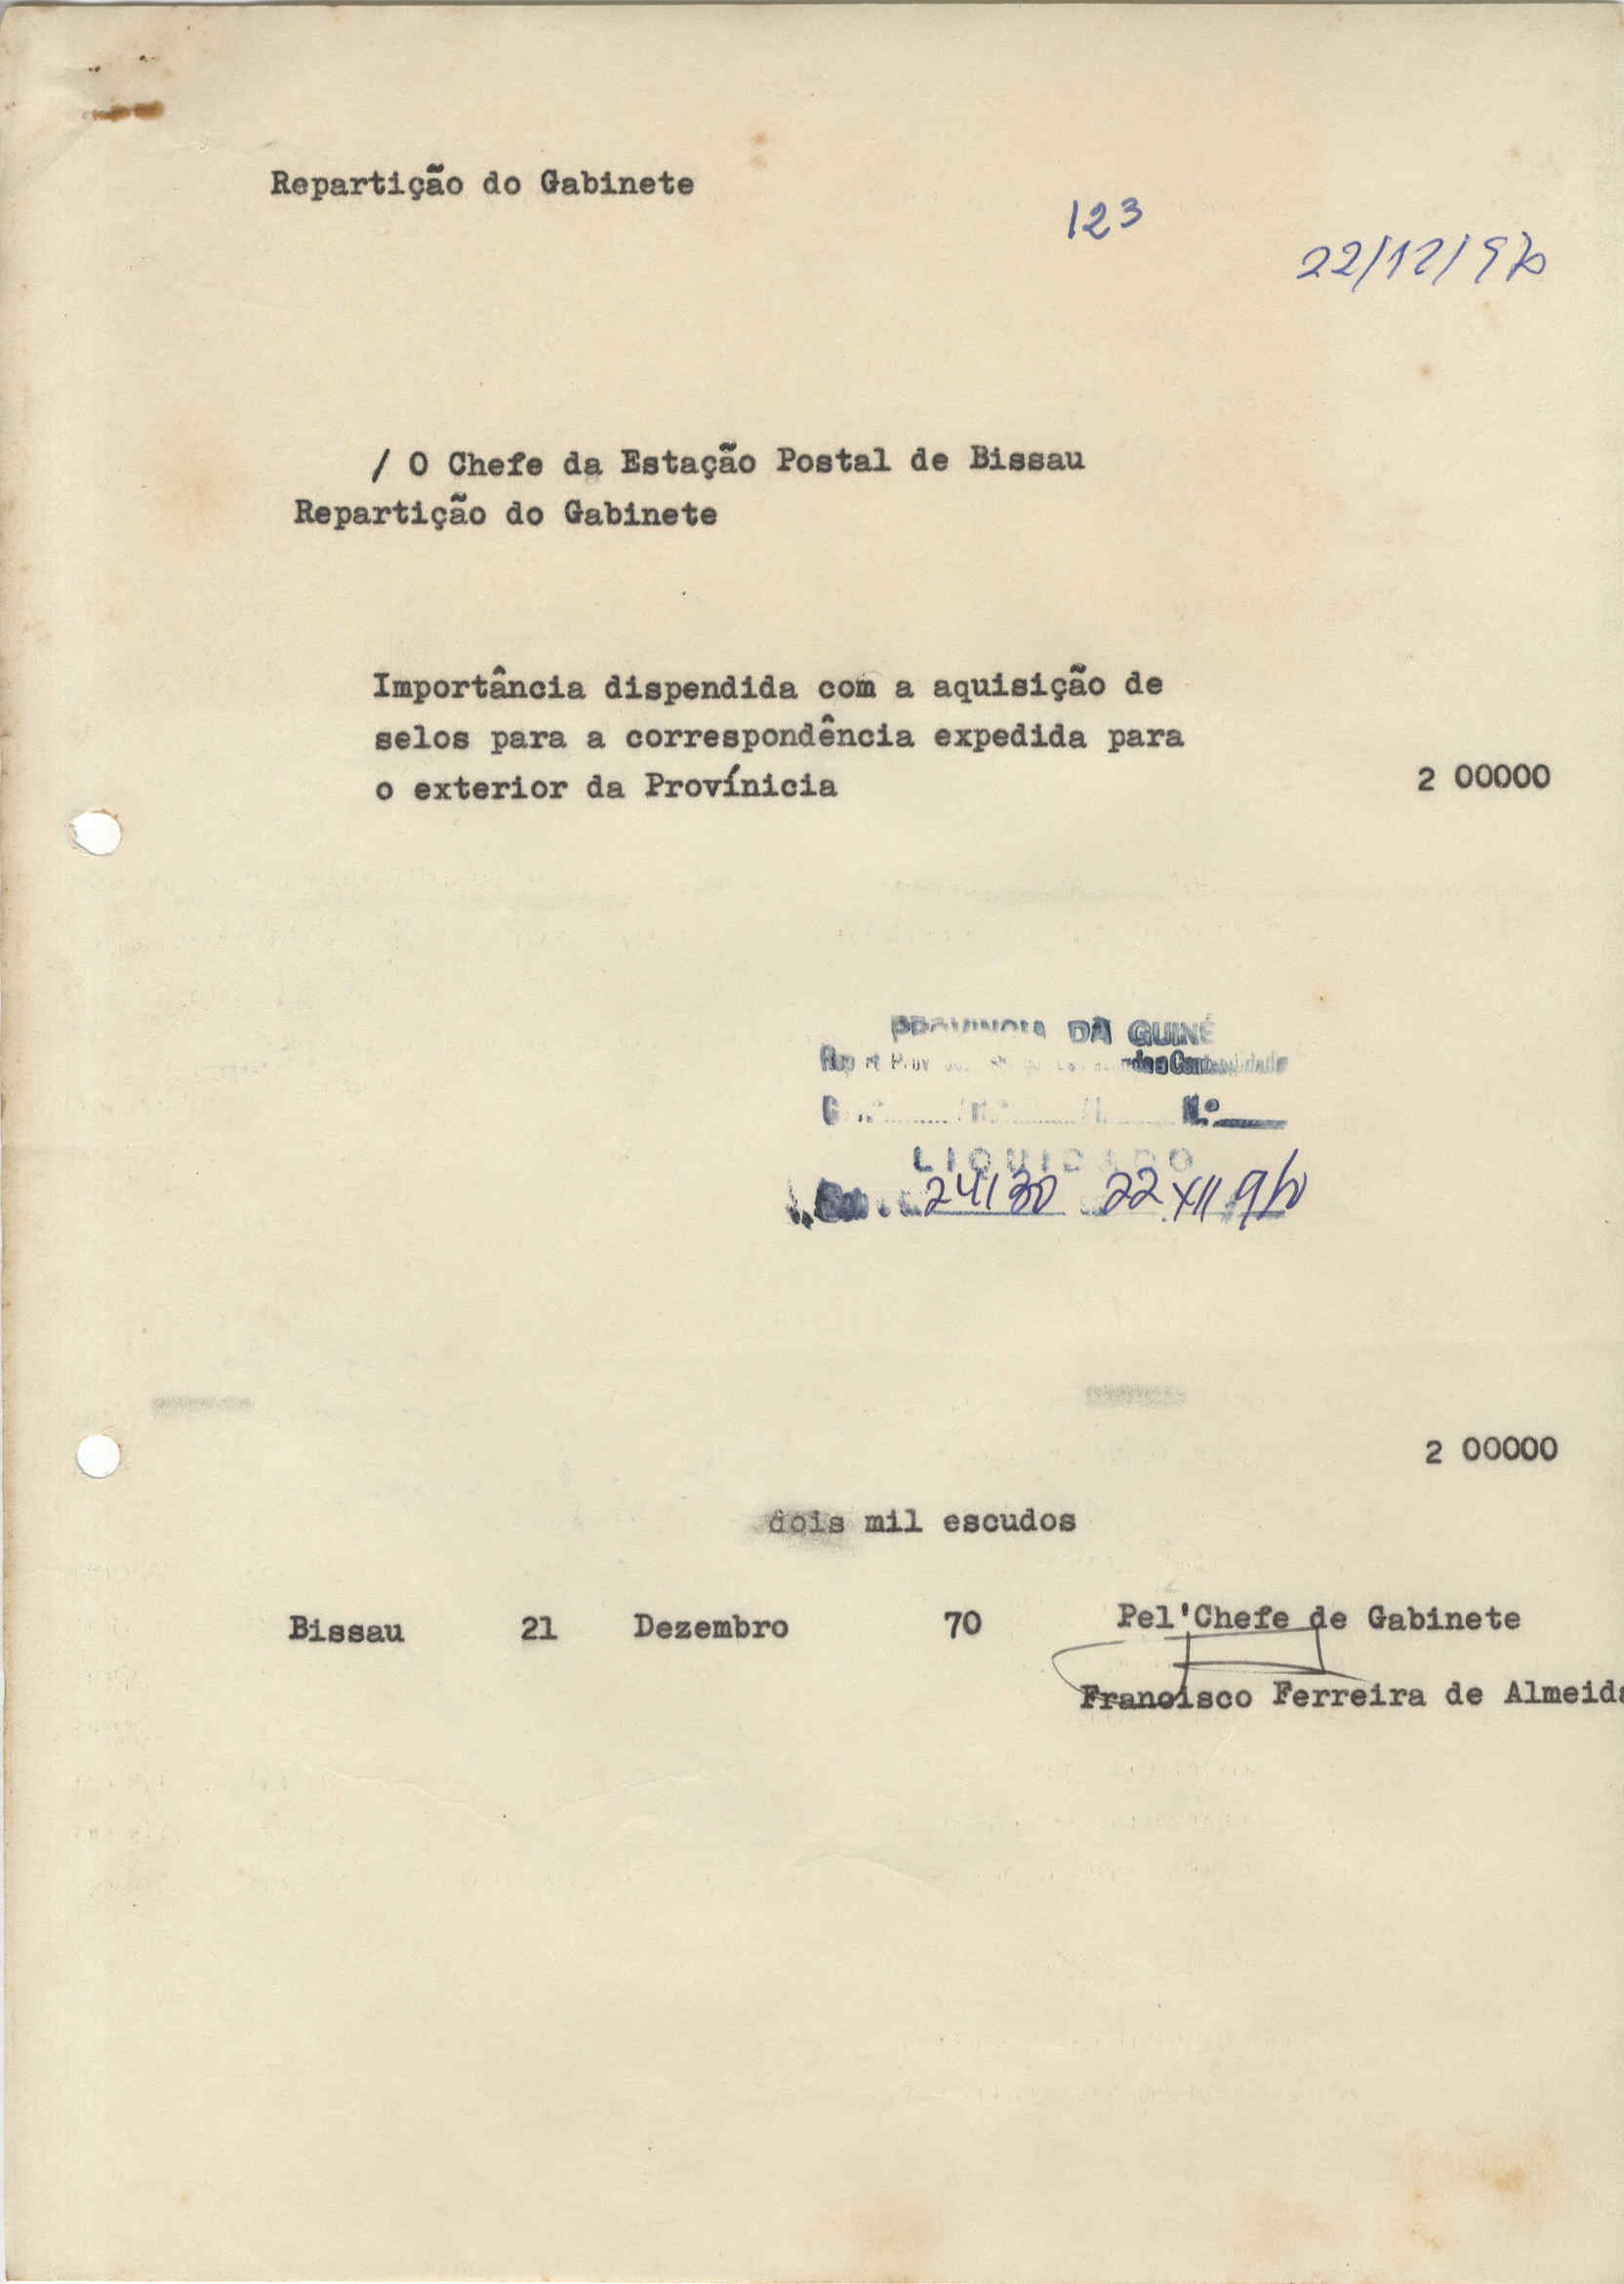 Repartição do Gabinete
123
22/12/970
/ O Chefe da Estação Postal de Bissau
Repartição do Gabinete
Importância dispendida com a aquisição de
selos para a correspondência expedida para
o exterior da Provínicia
2 00000
PROVINCIA DA GUINÉ
N.º
LIQUIDADO
24130 22 XII 970
2 00000
dois mil escudos
Bissau 21 Dezembro 70 Pel'Chefe de Gabinete
Francisco Ferreira de Almeida